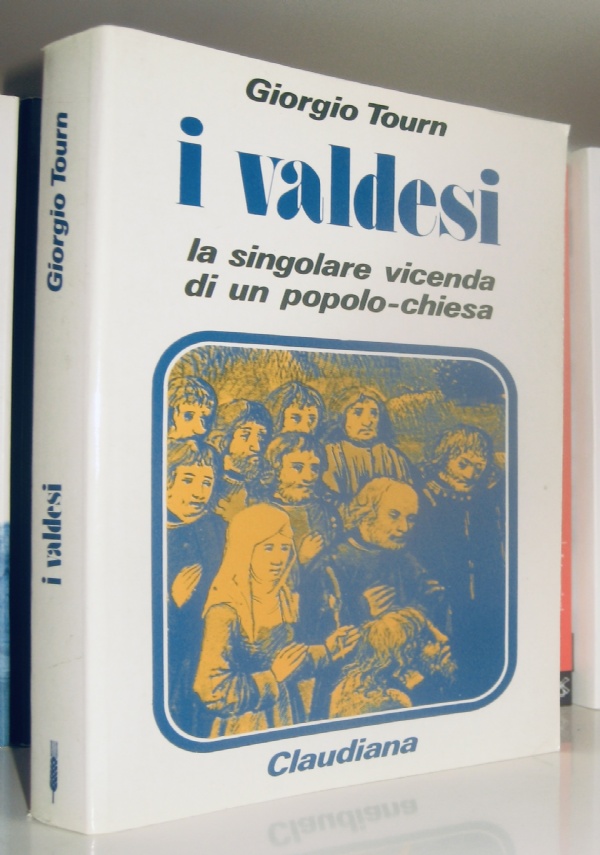 Giorgio Tourn
i valdesi
la singolare vicenda
di un popolo-chiesa
Claudiana
Giorgio Tourn
i valdesi